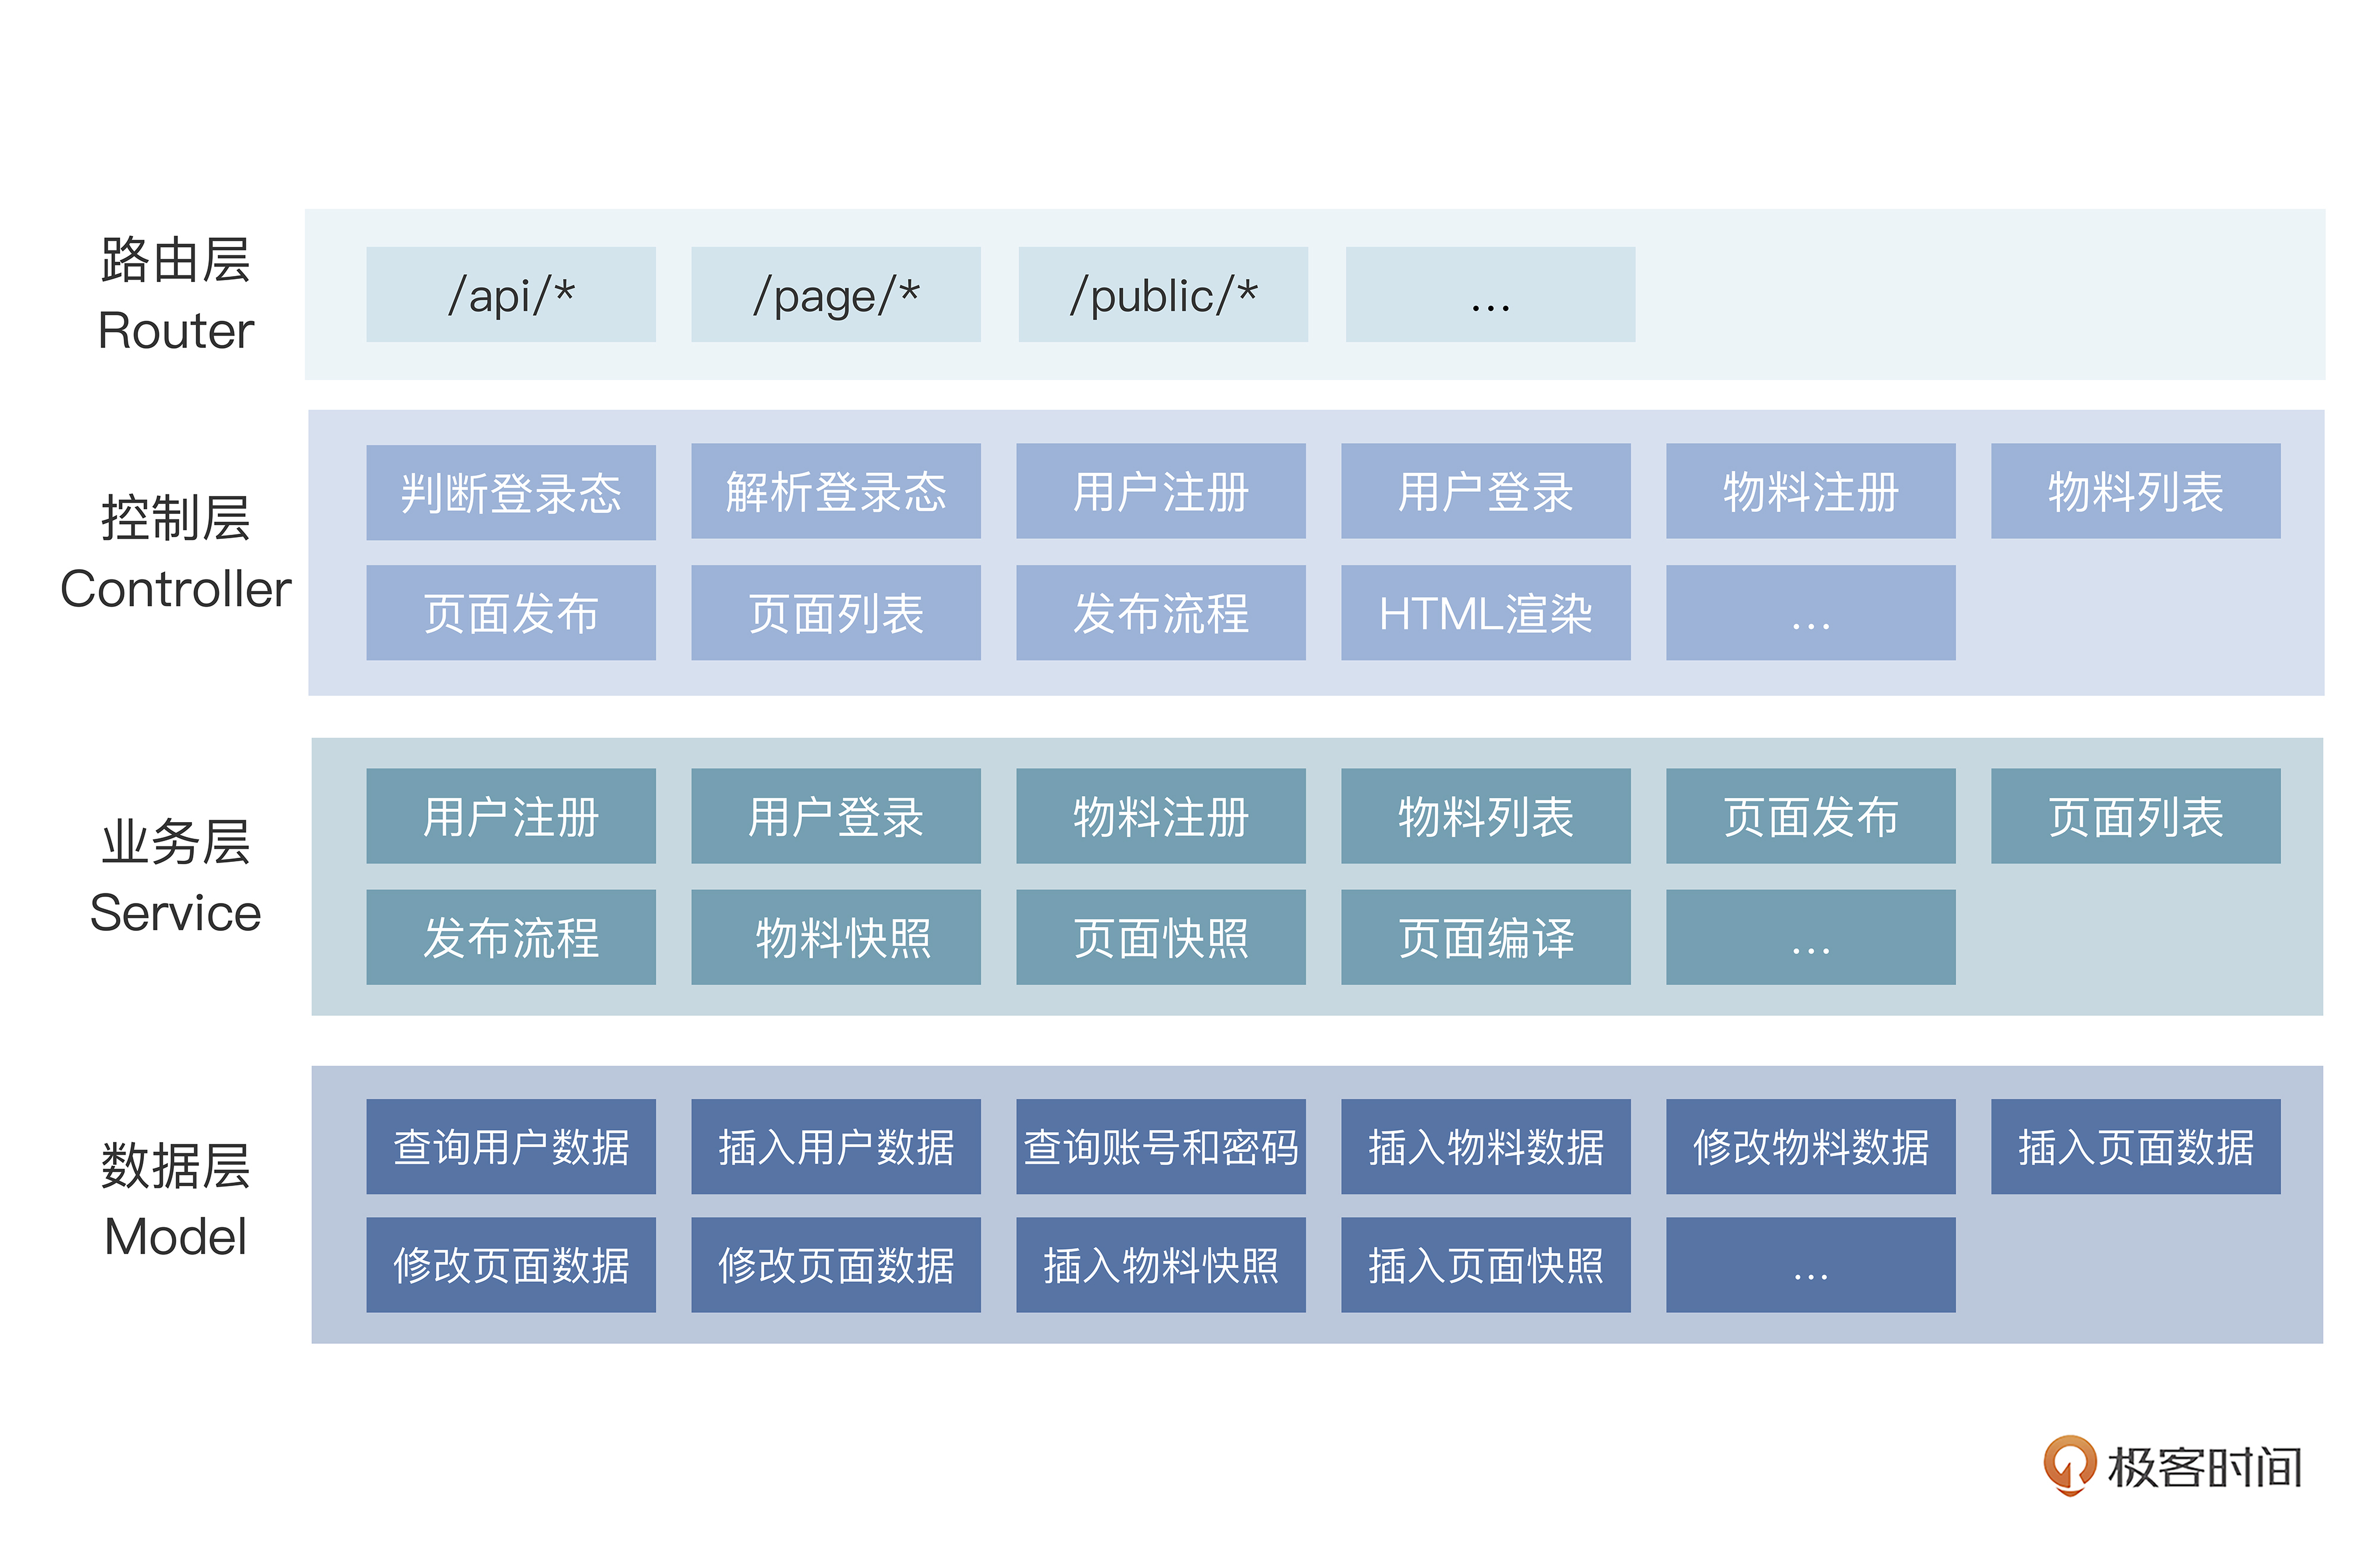 路由层
Router
/api/*
/page/*
/public/*
...
控制层
Controller
判断登录态
解析登录态
用户注册
用户登录
物料注册
物料列表
页面发布
页面列表
发布流程
HTML渲染
...
业务层
Service
用户注册
用户登录
物料注册
物料列表
页面发布
页面列表
发布流程
物料快照
页面快照
页面编译
...
数据层
Model
查询用户数据
插入用户数据
查询账号和密码
插入物料数据
修改物料数据
插入页面数据
修改页面数据
修改页面数据
插入物料快照
插入页面快照
...
极客时间